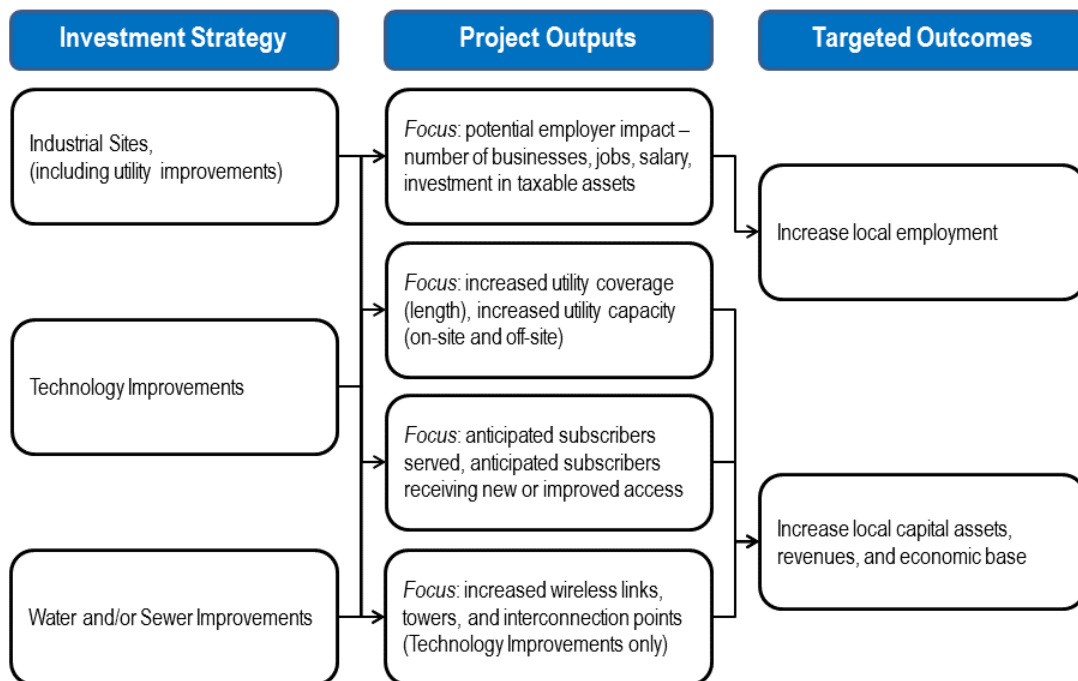 Investment Strategy
Project Outputs
Targeted Outcomes
Industrial Sites,
(including utility improvements)
Technology Improvements
Water and/or Sewer Improvements
Focus: potential employer impact –
number of businesses, jobs, salary,
investment in taxable assets
Focus: increased utility coverage
(length), increased utility capacity
(on-site and off-site)
Focus: anticipated subscribers
served, anticipated subscribers
receiving new or improved access
Focus: increased wireless links,
towers, and interconnection points
(Technology Improvements only)
Increase local employment
Increase local capital assets,
revenues, and economic base